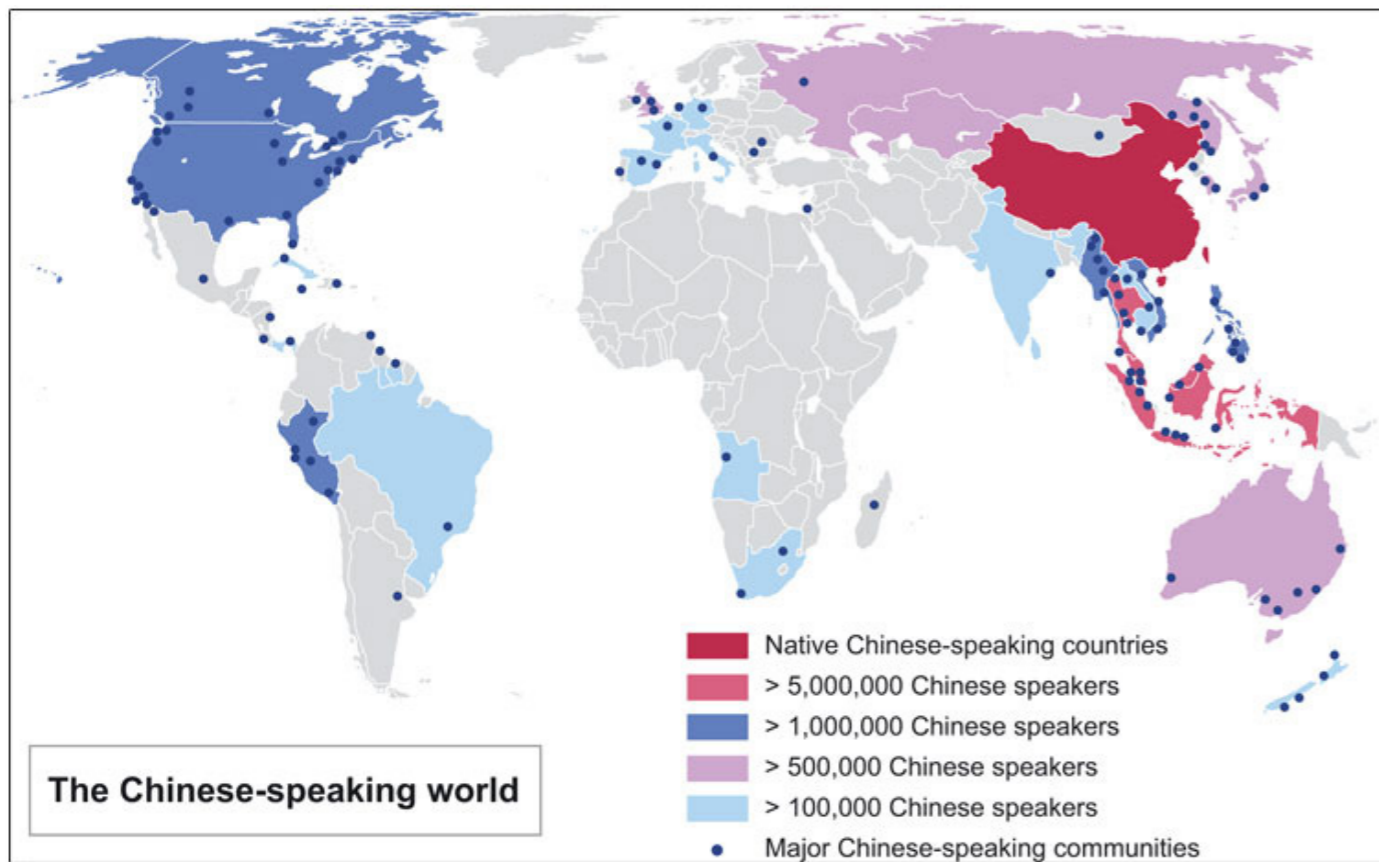 Native Chinese-speaking countries
> 5,000,000 Chinese speakers
> 1,000,000 Chinese speakers
> 500,000 Chinese speakers
> 100,000 Chinese speakers
Major Chinese-speaking communities
The Chinese-speaking world